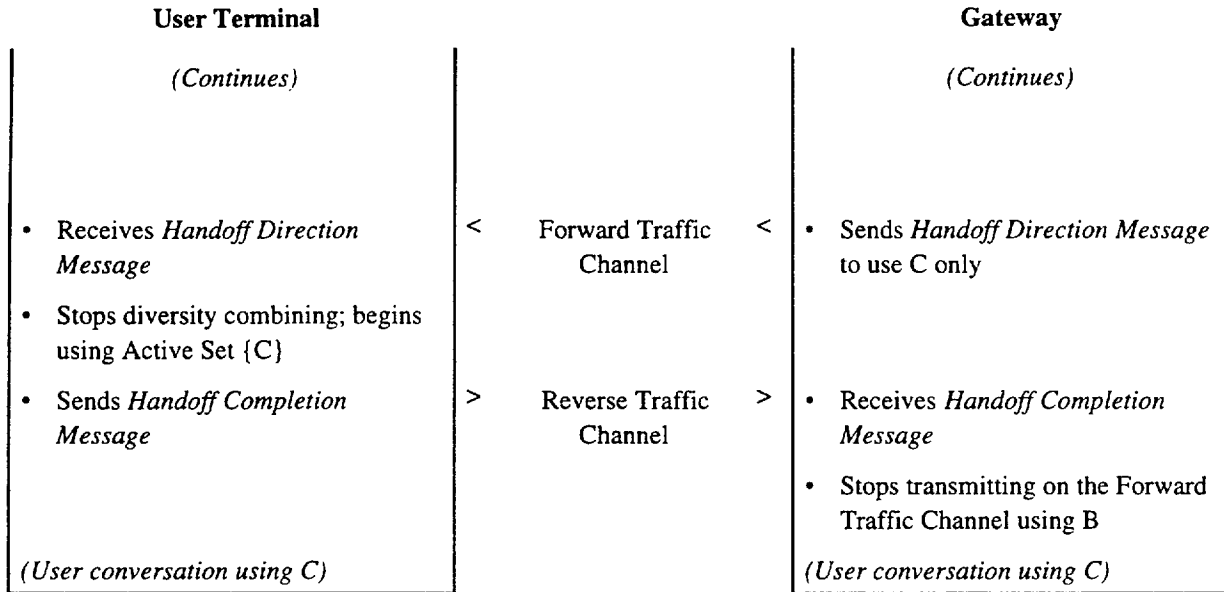 User Terminal
Gateway
(Continues)
(Continues)
• Receives Handoff Direction
Message
< Forward Traffic <
Channel
• Sends Handoff Direction Message
to use C only
• Stops diversity combining; begins
using Active Set {C}
• Sends Handoff Completion
Message
> Reverse Traffic >
Channel
• Receives Handoff Completion
Message
• Stops transmitting on the Forward
Traffic Channel using B
(User conversation using C)
(User conversation using C)